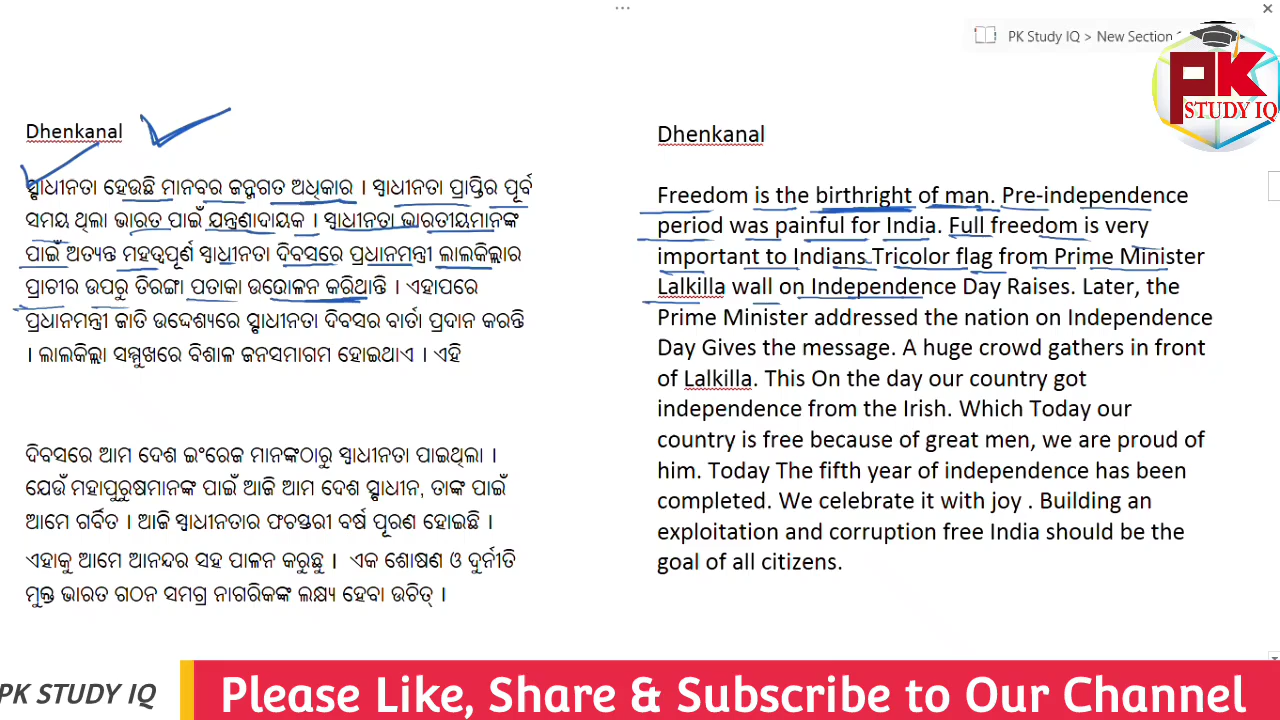 PK Study IQ > New Section
PK
STUDY IQ
Dhenkanal
ସ୍ବାଧୀନତା ହେଉଛି ମାନବର ଜନ୍ମଗତ ଅଧିକାର । ସ୍ଵାଧୀନତା ପ୍ରାପ୍ତିର ପୂର୍ବ
ସମୟ ଥିଲା ଭାରତ ପାଇଁ ଯନ୍ତ୍ରଣାଦାୟକ । ସ୍ଵାଧୀନତା ଭାରତୀୟମାନଙ୍କ
ପାଇଁ ଅତ୍ୟନ୍ତ ମହତ୍ଵପୂର୍ଣ ସ୍ଵାଧୀନତା ଦିବସରେ ପ୍ରଧାନମନ୍ତ୍ରୀ ଲାଲକିଲ୍ଲାର
ପ୍ରାଚୀର ଉପରୁ ତିରଙ୍ଗା ପତାକା ଉତୋଳନ କରିଥାନ୍ତି । ଏହାପରେ
ପ୍ରଧାନମନ୍ତ୍ରୀ ଜାତି ଉଦ୍ଦେଶ୍ୟରେ ସ୍ବାଧୀନତା ଦିବସର ବାର୍ତା ପ୍ରଦାନ କରନ୍ତି
। ଲାଲକିଲ୍ଲା ସମ୍ମୁଖରେ ବିଶାଳ ଜନସମାଗମ ହୋଇଥାଏ । ଏହି
ଦିବସରେ ଆମ ଦେଶ ଇଂରେଜ ମାନଙ୍କଠାରୁ ସ୍ଵାଧୀନତା ପାଇଥିଲା ।
ଯେଉଁ ମହାପୁରୁଷମାନଙ୍କ ପାଇଁ ଆଜି ଆମ ଦେଶ ସ୍ବାଧୀନ, ତାଙ୍କ ପାଇଁ
ଆମେ ଗର୍ବିତ । ଆଜି ସ୍ଵାଧୀନତାର ଫଚସ୍ତରୀ ବର୍ଷ ପୂରଣ ହୋଇଛି ।
ଏହାକୁ ଆମେ ଆନନ୍ଦର ସହ ପାଳନ କରୁଛୁ । ଏକ ଶୋଷଣ ଓ ଦୁର୍ନୀତି
ମୁକ୍ତ ଭାରତ ଗଠନ ସମଗ୍ର ନାଗରିକଙ୍କ ଲକ୍ଷ୍ୟ ହେବା ଉଚିତ୍ ।
Dhenkanal
Freedom is the birthright of man. Pre-independence
period was painful for India. Full freedom is very
important to Indians Tricolor flag from Prime Minister
Lalkilla wall on Independence Day Raises. Later, the
Prime Minister addressed the nation on Independence
Day Gives the message. A huge crowd gathers in front
of Lalkilla. This On the day our country got
independence from the Irish. Which Today our
country is free because of great men, we are proud of
him. Today The fifth year of independence has been
completed. We celebrate it with joy . Building an
exploitation and corruption free India should be the
goal of all citizens.
PK STUDY IQ
Please Like, Share & Subscribe to Our Channel